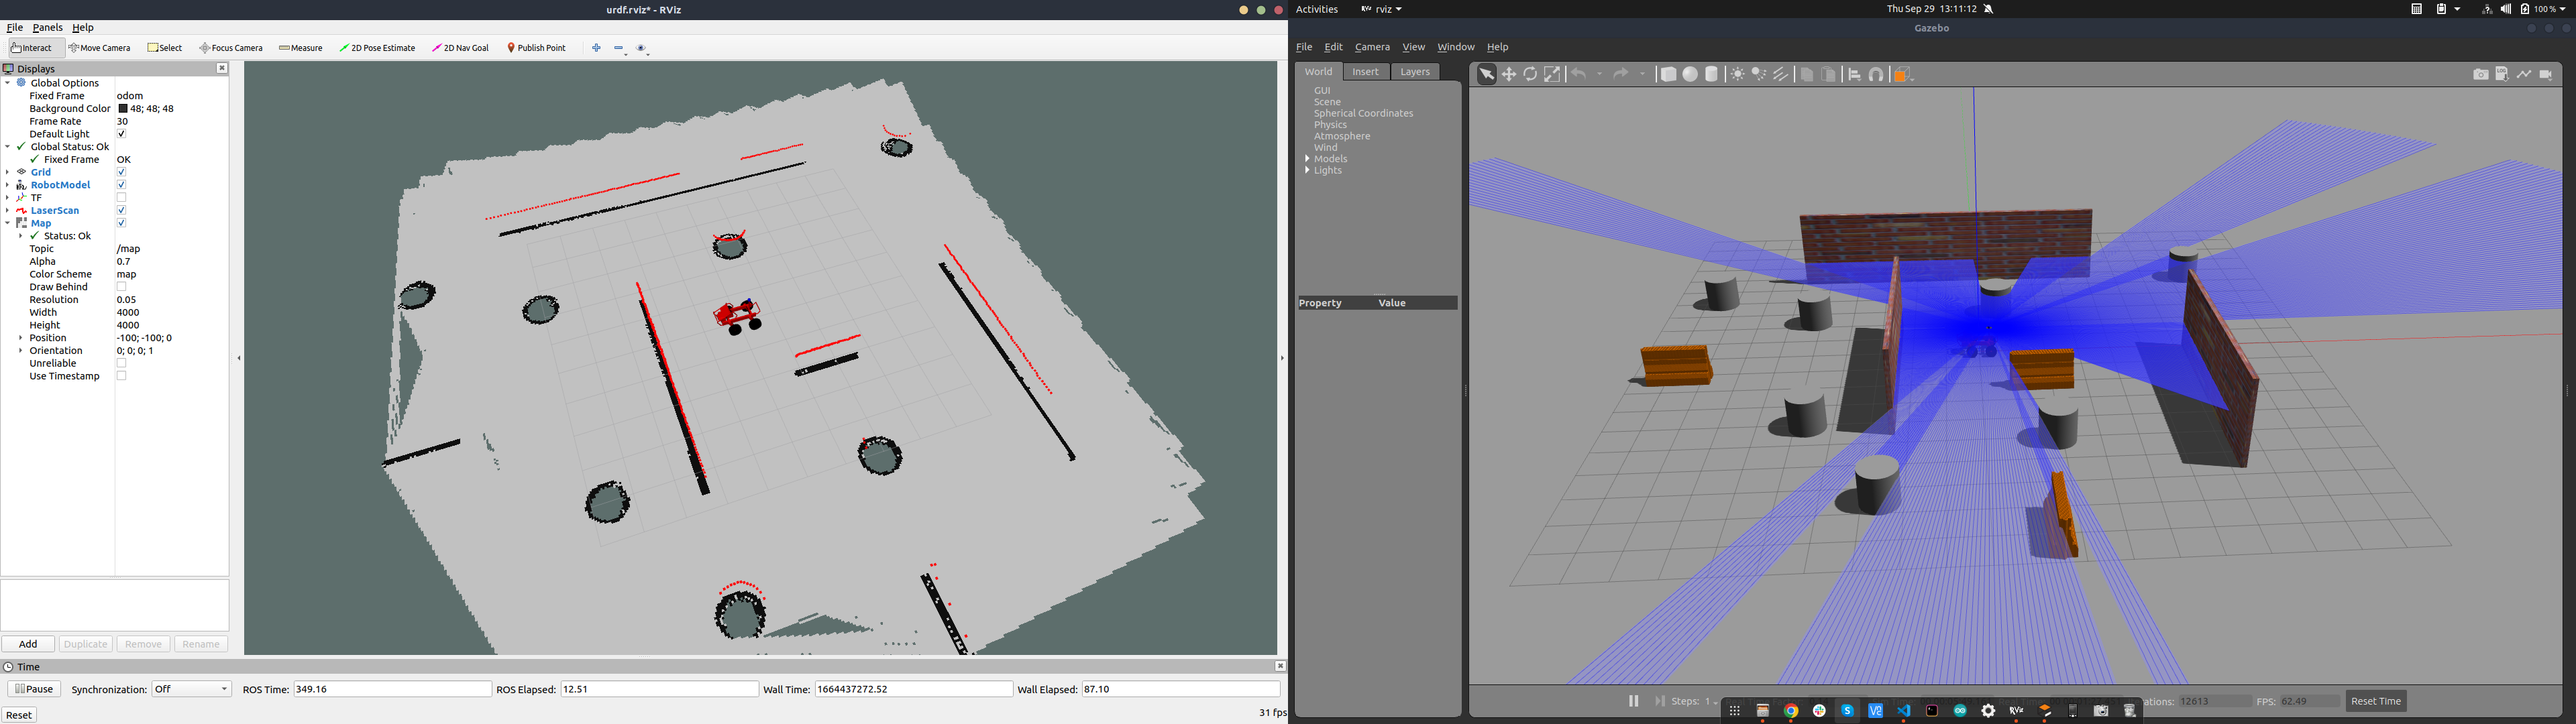 urdf.rviz* - RViz
File Panels Help
Interact Move Camera Select Focus Camera Measure 2D Pose Estimate 2D Nav Goal Publish Point
Displays
Global Options
Fixed Frame odom
Background Color 48; 48; 48
Frame Rate 30
Default Light
Global Status: Ok
Fixed Frame OK
Grid
RobotModel
TF
LaserScan
Map
Status: Ok
Topic /map
Alpha 0.7
Color Scheme map
Draw Behind
Resolution 0.05
Width 4000
Height 4000
Position -100; -100; 0
Orientation 0; 0; 0; 1
Unreliable
Use Timestamp
Add Duplicate Remove Rename
Time
Pause Synchronization: Off ROS Time: 349.16 ROS Elapsed: 12.51 Wall Time: 1664437272.52 Wall Elapsed: 87.10
Reset 31 fps
Activities rviz Thu Sep 29 13:11:12 100 %
Gazebo
File Edit Camera View Window Help
World Insert Layers
GUI
Scene
Spherical Coordinates
Physics
Atmosphere
Wind
Models
Lights
Property Value
Steps: 1 ations: 12613 FPS: 62.49 Reset Time